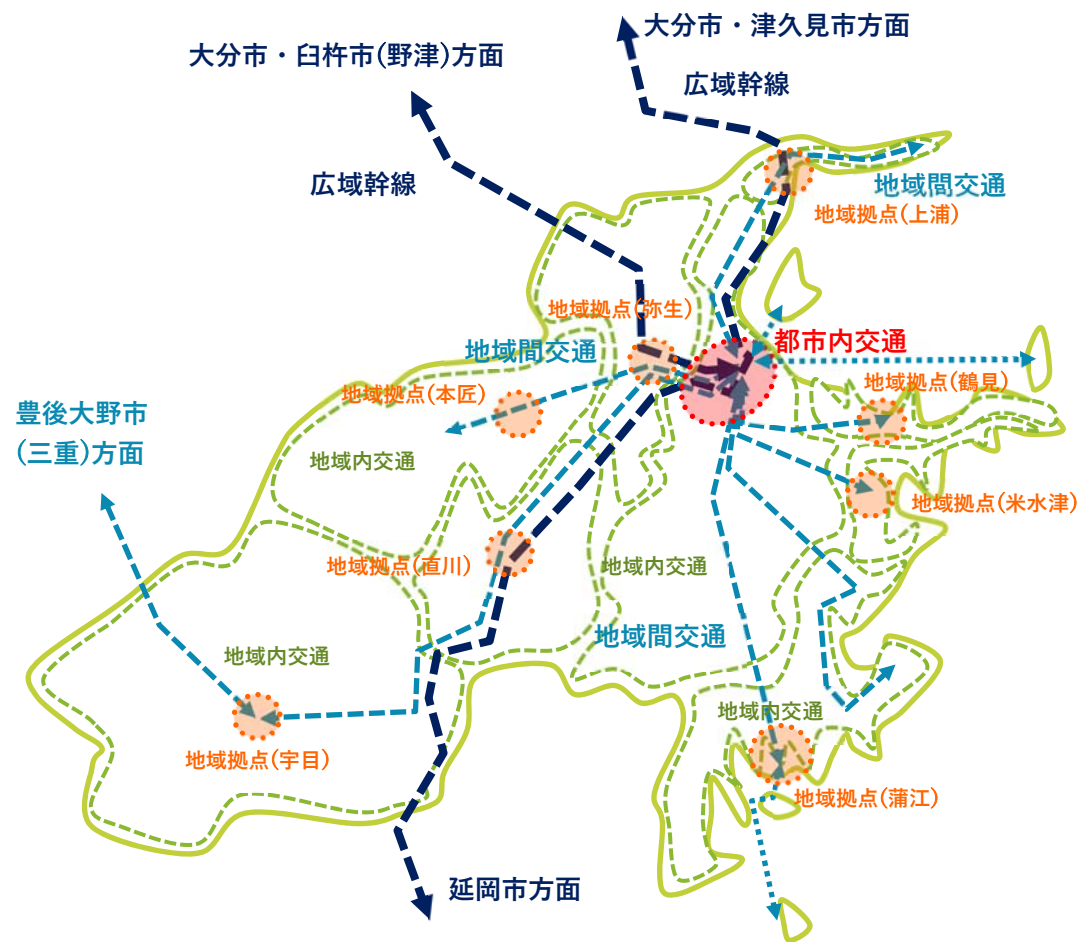 大分市・津久見市方面
大分市・臼杵市(野津)方面
広域幹線
広域幹線
地域間交通
地域拠点(上浦)
地域拠点(弥生)
都市内交通
地域間交通
地域拠点(鶴見)
地域拠点(本匠)
豊後大野市
(三重)方面
地域内交通
地域拠点(米水津)
地域拠点(直川)
地域内交通
地域間交通
地域内交通
地域内交通
地域拠点(宇目)
地域拠点(蒲江)
延岡市方面